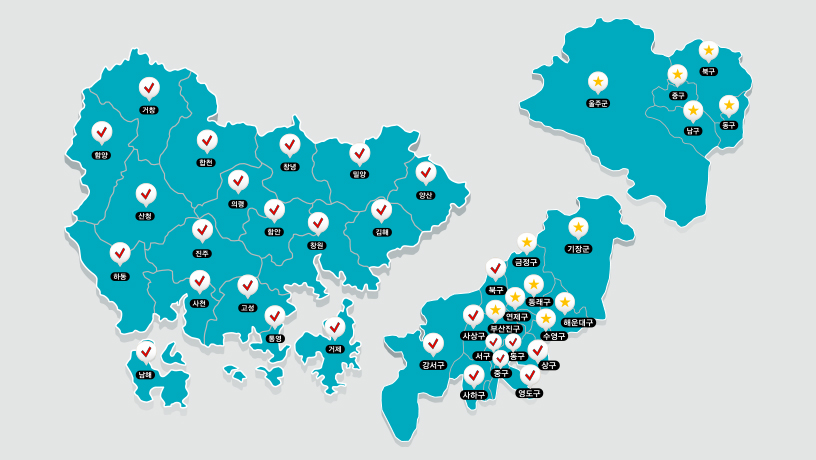 거창
함양
합천
창녕
밀양
양산
산청
의령
함안
창원
김해
진주
하동
사천
고성
통영
거제
남해
울주군
북구
중구
남구
동구
기장군
금정구
북구
동래구
연제구
해운대구
부산진구
수영구
사상구
강서구
서구
동구
중구
상구
사하구
영도구